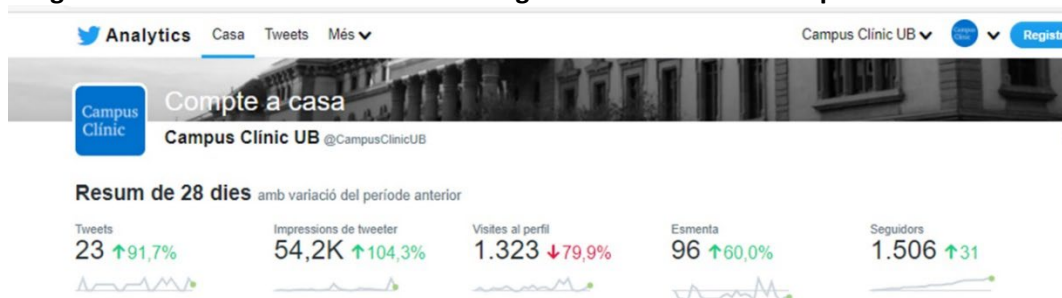 Analytics Casa Tweets Més Campus Clínic UB
Compte a casa
Campus Clínic
Campus Clínic UB @CampusClinicUB
Resum de 28 dies amb variació del període anterior
Tweets Impressions de tweeter Visites al perfil Esmenta Seguidors
23 ↑91,7% 54,2K ↑104,3% 1.323 ↓79,9% 96 ↑60,0% 1.506 ↑31